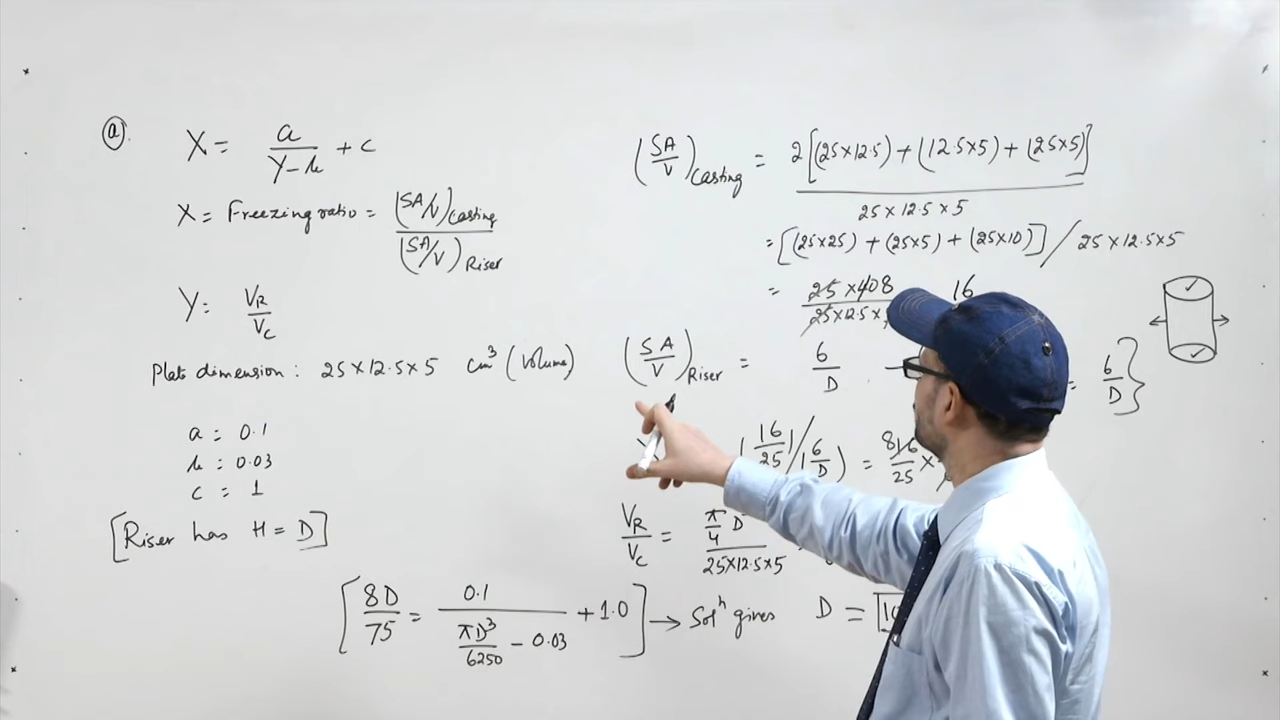 (a).
X = a / (Y - h) + c
X = Freezing ratio = (SA/V)Casting / (SA/V)Riser
Y: VR / VC
Plate dimension: 25×12.5×5 cm³ (Volume)
a: 0.1
h: 0.03
c: 1
[Riser has H = D]
(SA/V)Casting = 2[(25×12.5)+(12.5×5)+(25×5)] / 25×12.5×5
= [(25×25) + (25×5) + (25×10)] / 25×12.5×5
= 25×408 / 25×12.5× 16
(SA/V)Riser = 6/D = 6/D}
(16/25)/(6/D) = 816/25 ×
VR/VC = π/4 D / 25×12.5×5
[8D/75 = 0.1 / (πD³/6250 - 0.03) + 1.0] → Solⁿ gives D =